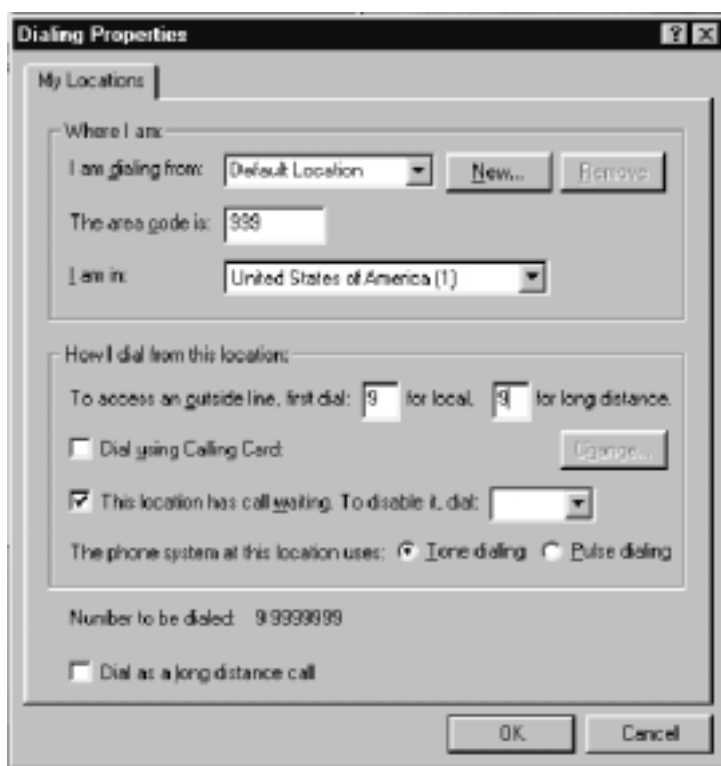 Dialing Properties
My Locations
Where I am:
I am dialing from: Default Location New... Remove
The area code is: 999
I am in: United States of America (1)
How I dial from this location:
To access an outside line, first dial: 9 for local, 9 for long distance.
Dial using Calling Card: Change...
This location has call waiting. To disable it, dial:
The phone system at this location uses: Tone dialing Pulse dialing
Number to be dialed: 9 9999999
Dial as a long distance call
OK Cancel